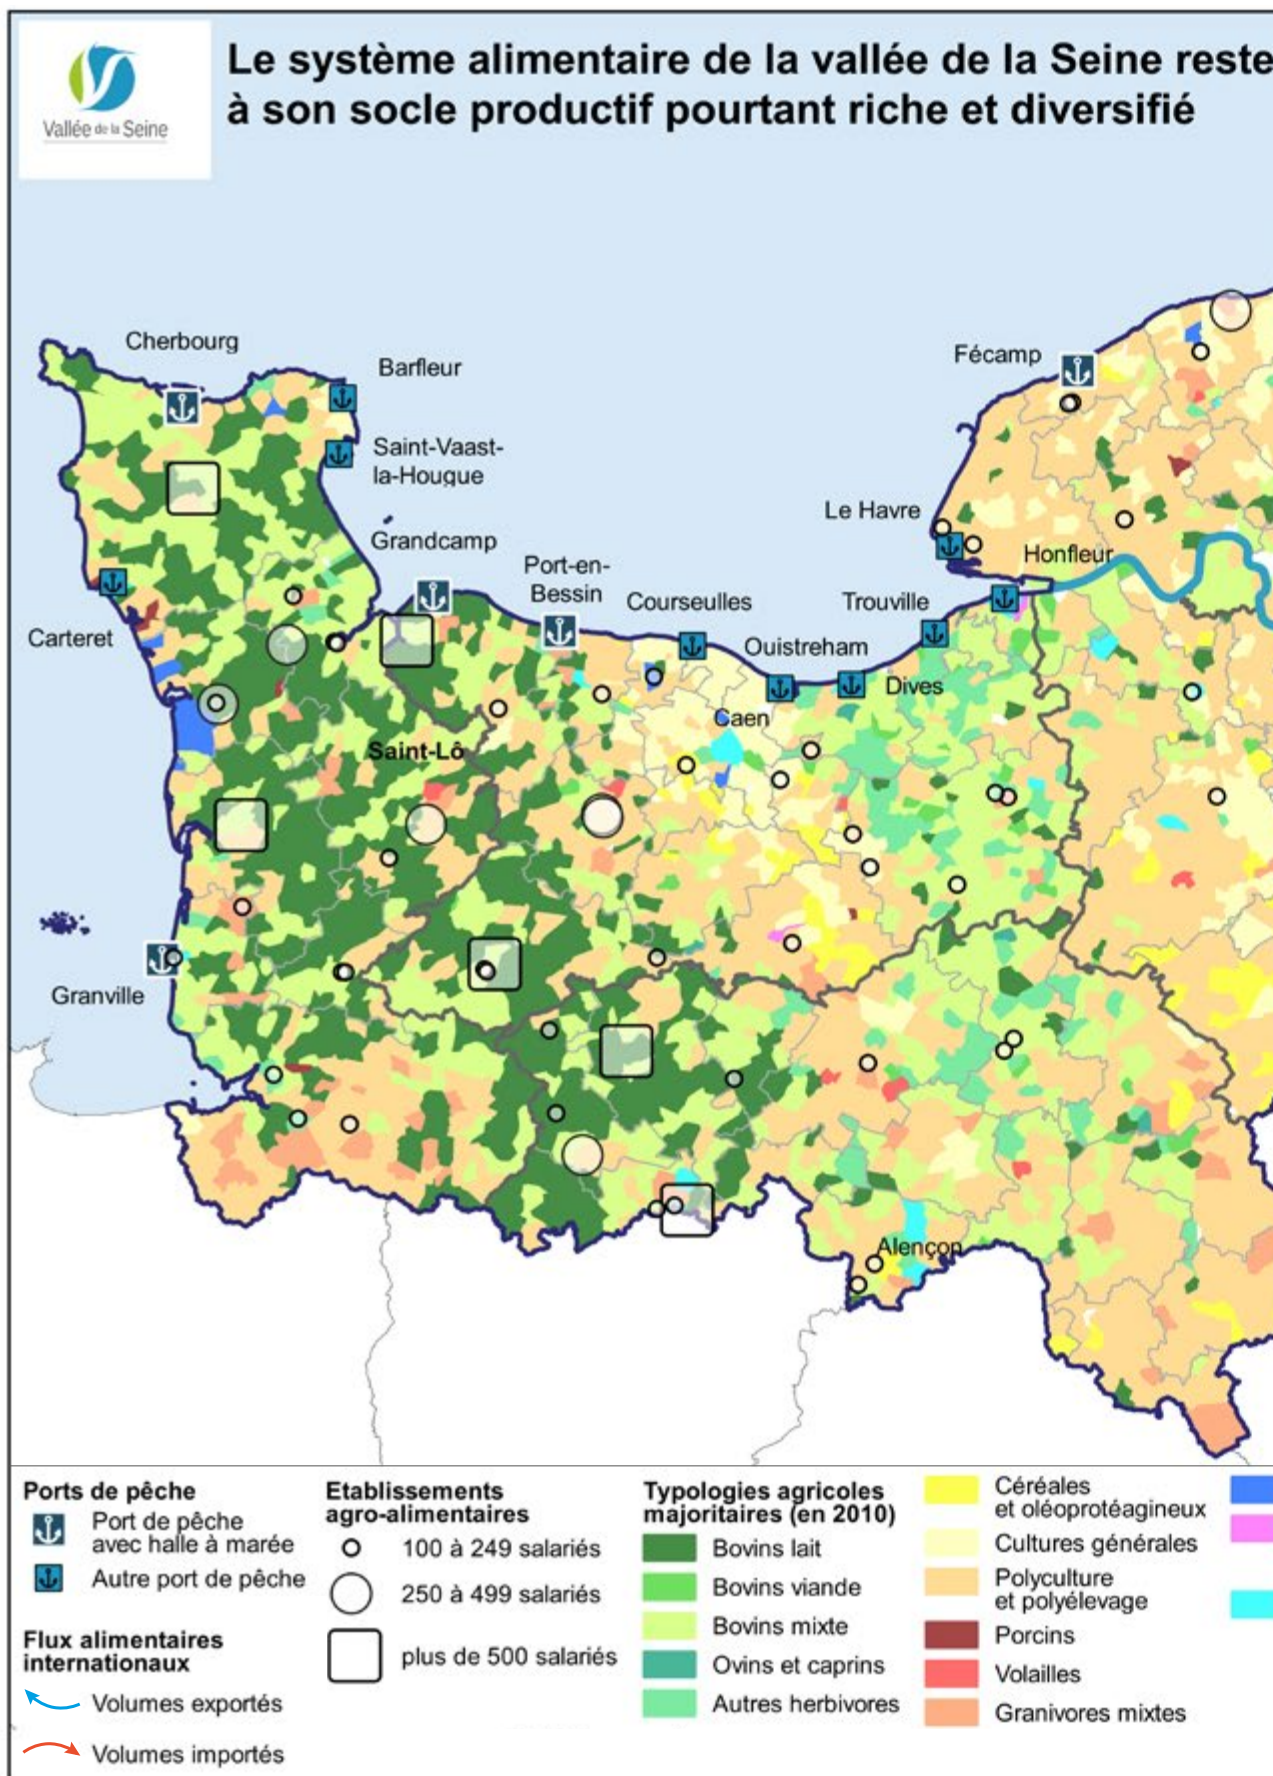 Vallée de la Seine
Le système alimentaire de la vallée de la Seine reste
à son socle productif pourtant riche et diversifié
Cherbourg
Barfleur
Fécamp
Saint-Vaast-
la-Hougue
Le Havre
Grandcamp
Honfleur
Port-en-
Bessin
Courseulles
Trouville
Carteret
Ouistreham
Dives
Caen
Saint-Lô
Granville
Alençon
Ports de pêche
Port de pêche
avec halle à marée
Autre port de pêche
Flux alimentaires
internationaux
Volumes exportés
Volumes importés
Etablissements
agro-alimentaires
100 à 249 salariés
250 à 499 salariés
plus de 500 salariés
Typologies agricoles
majoritaires (en 2010)
Bovins lait
Bovins viande
Bovins mixte
Ovins et caprins
Autres herbivores
Céréales
et oléoprotéagineux
Cultures générales
Polyculture
et polyélevage
Porcins
Volailles
Granivores mixtes